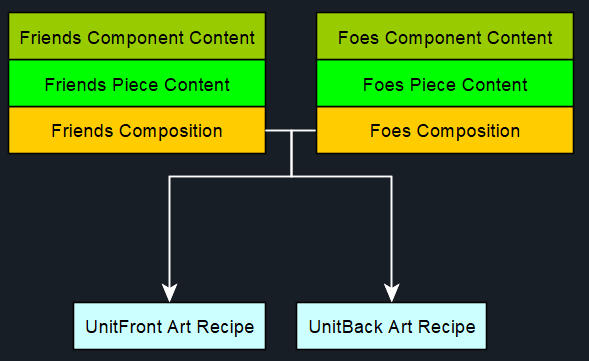 Friends Component Content
Friends Piece Content
Friends Composition
Foes Component Content
Foes Piece Content
Foes Composition
UnitFront Art Recipe
UnitBack Art Recipe